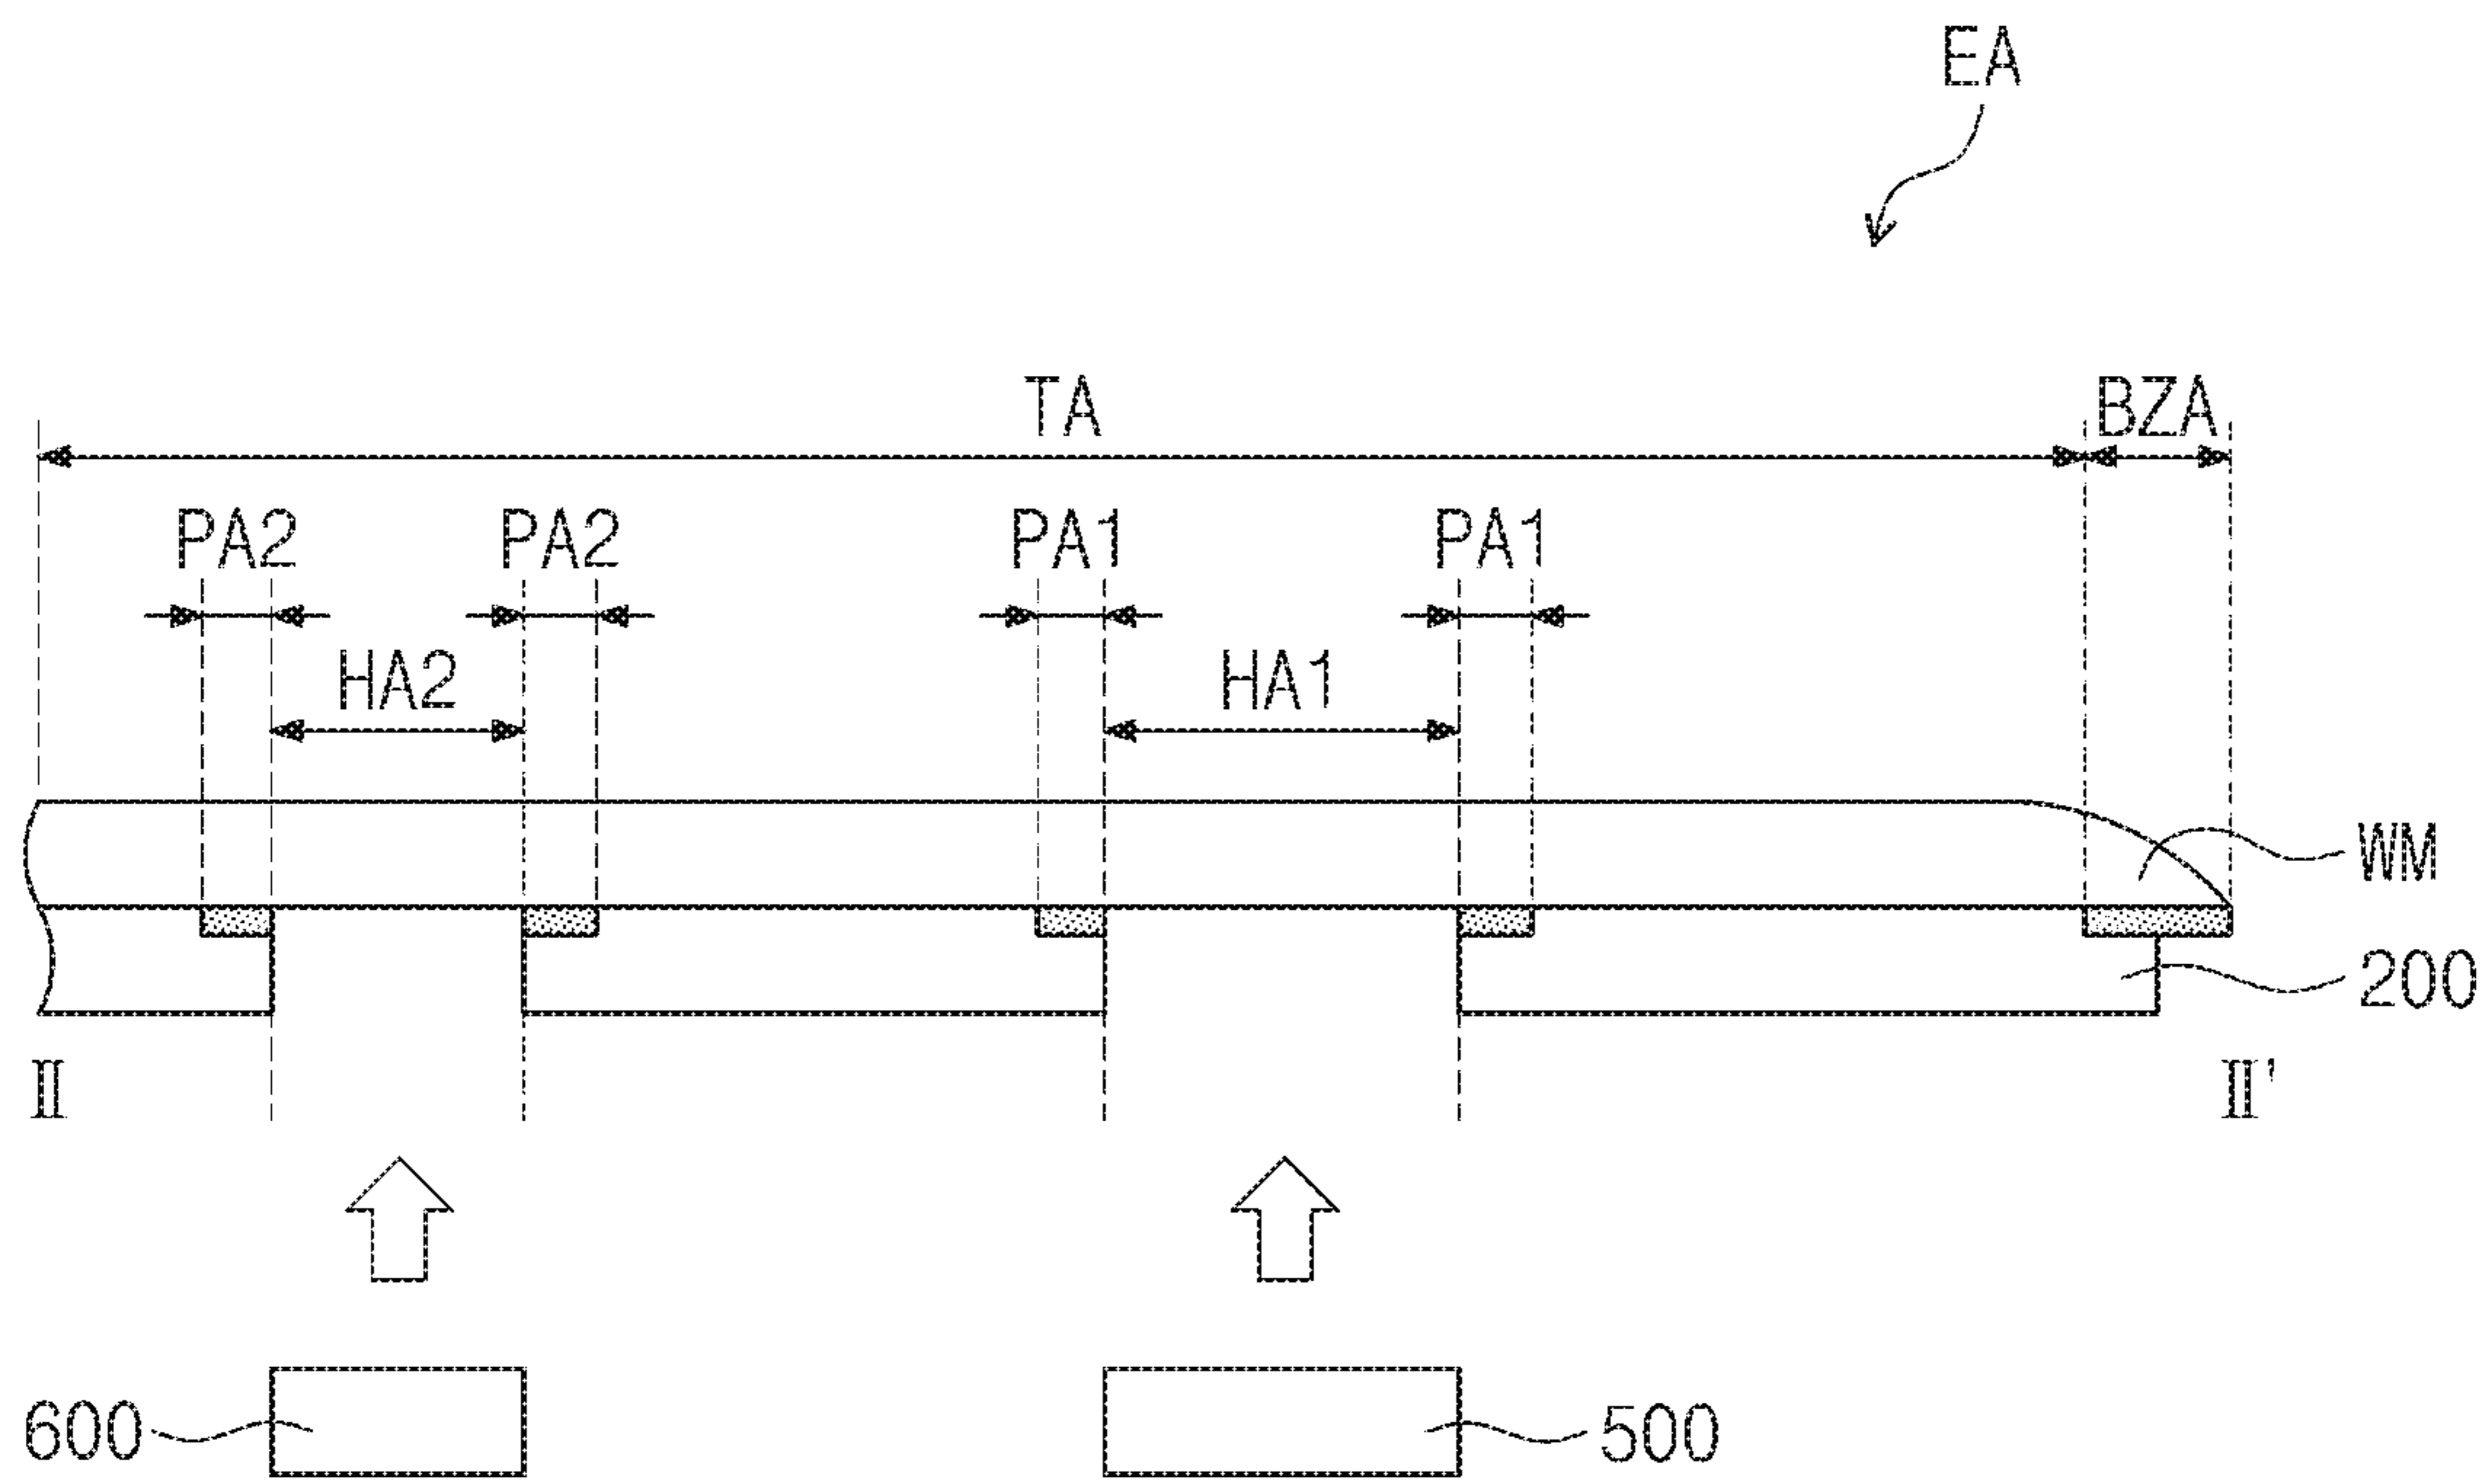 EA
TA BZA
PA2 PA2 PA1 PA1
HA2 HA1
WM
200
Ⅱ Ⅱ'
600 500